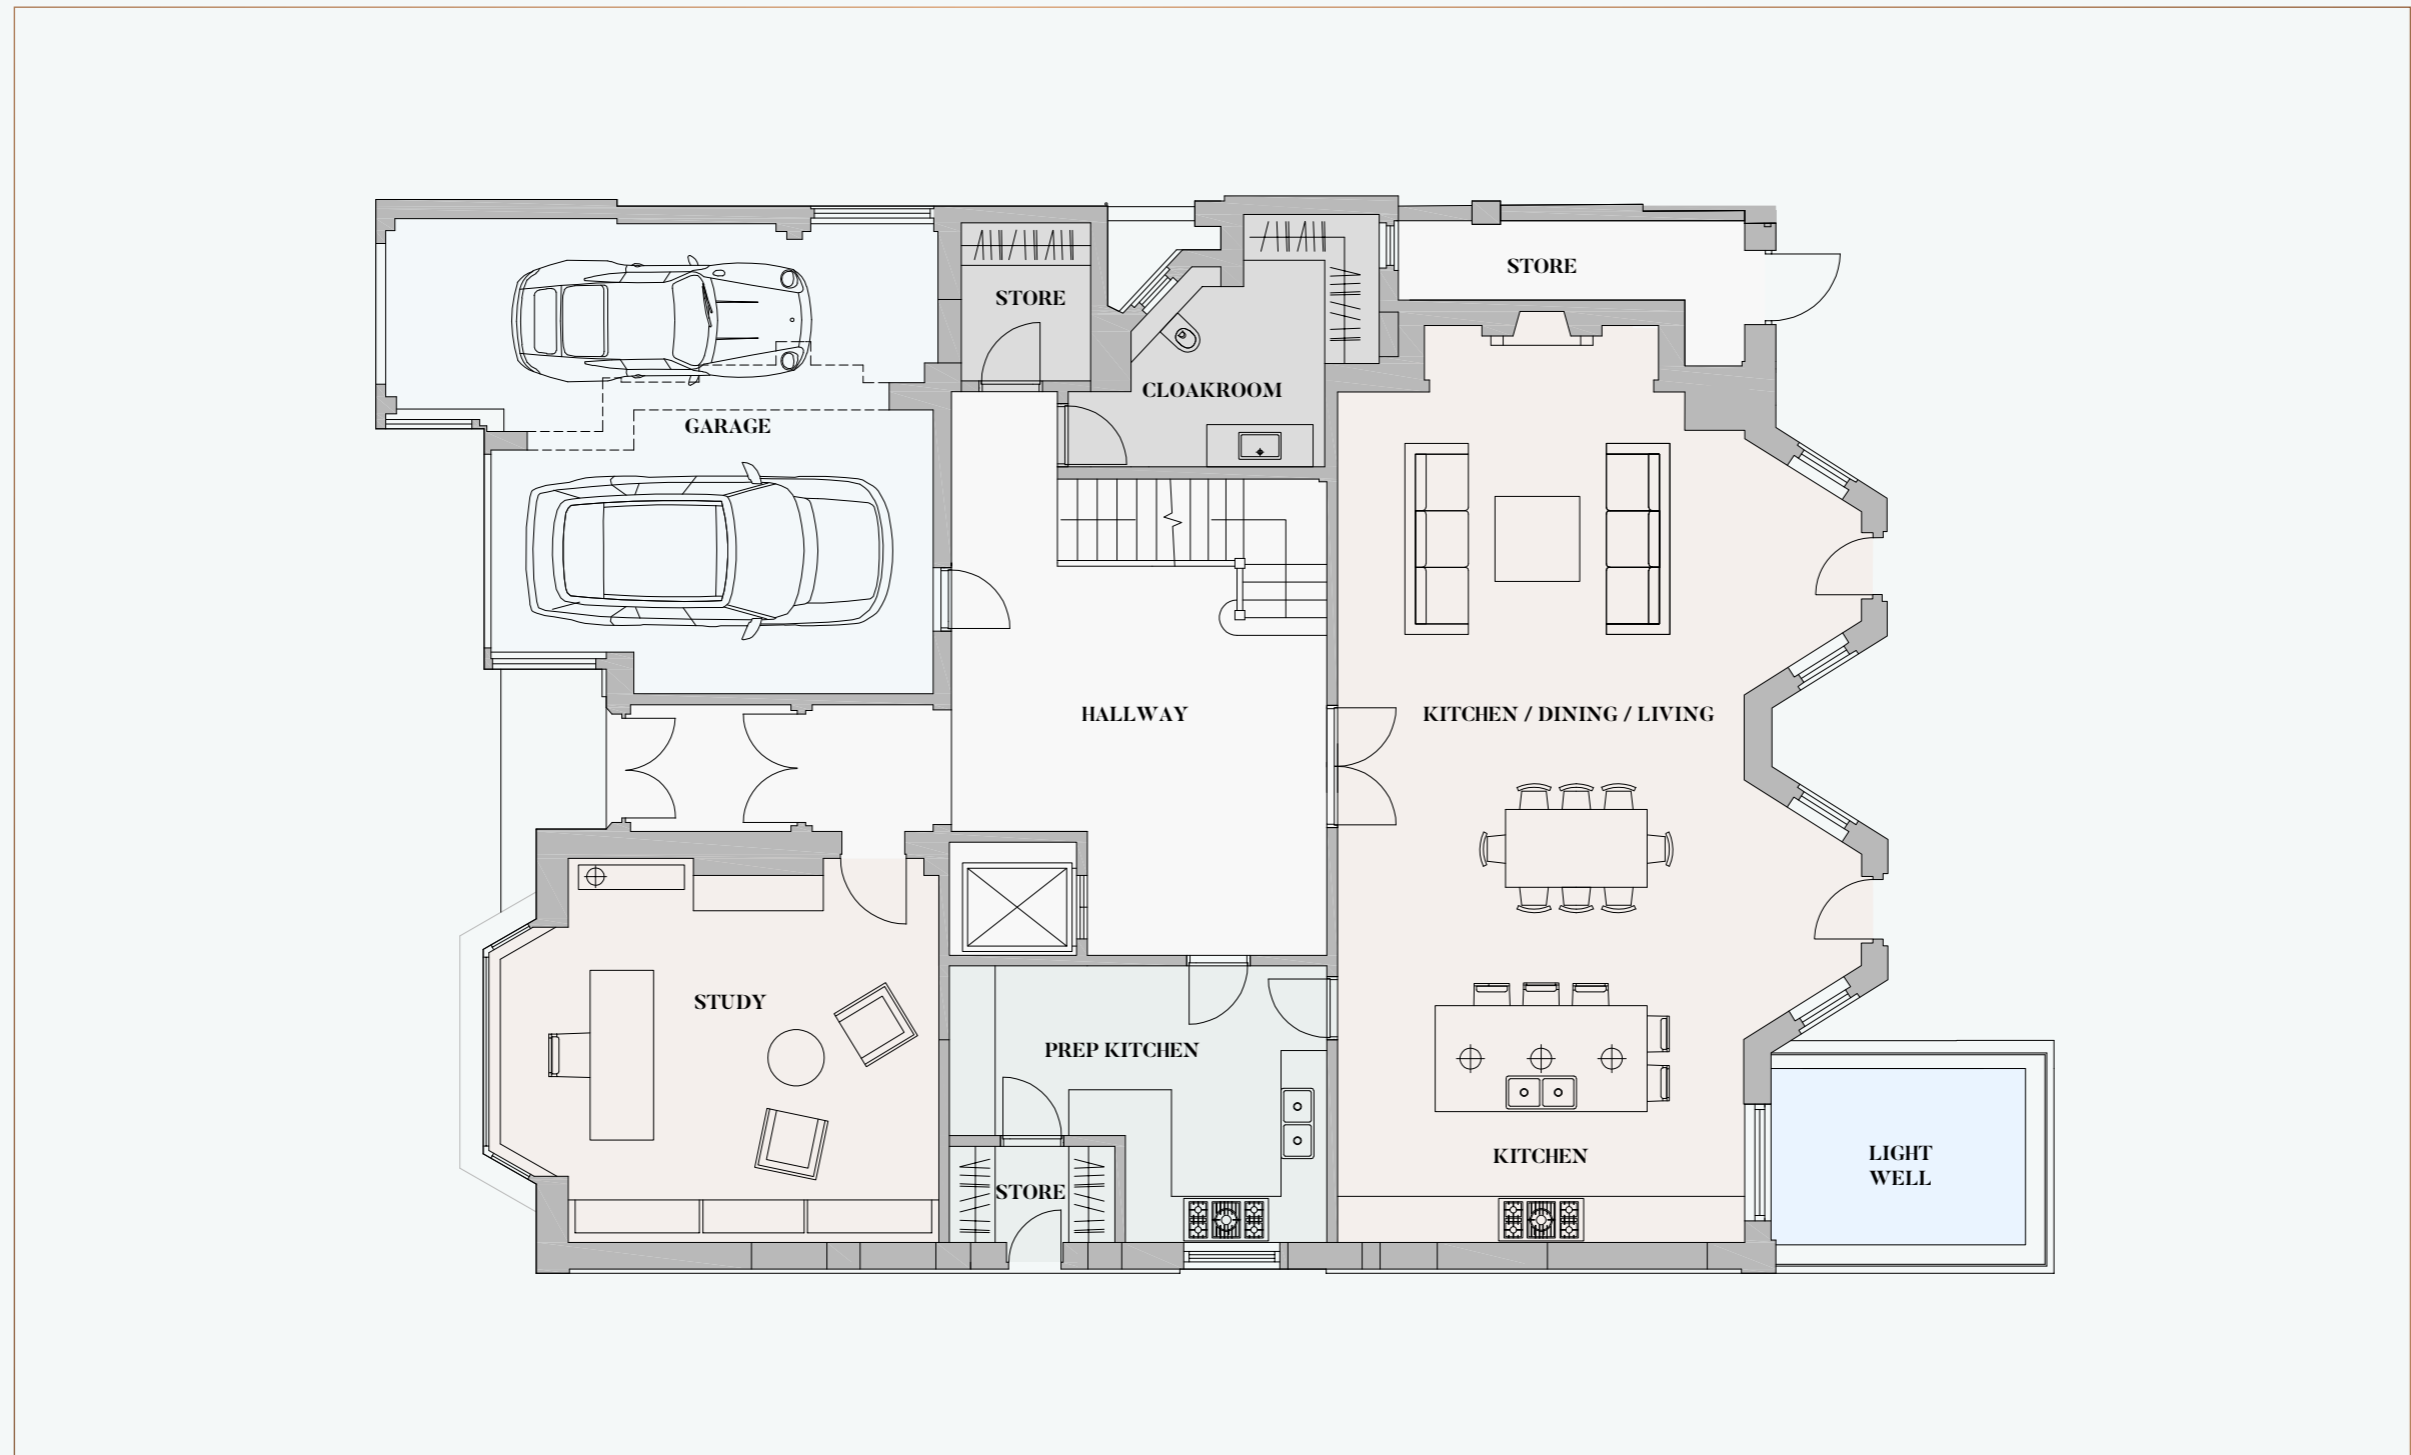 STORE
STORE
CLOAKROOM
GARAGE
HALLWAY
KITCHEN / DINING / LIVING
STUDY
PREP KITCHEN
KITCHEN
LIGHT
WELL
STORE